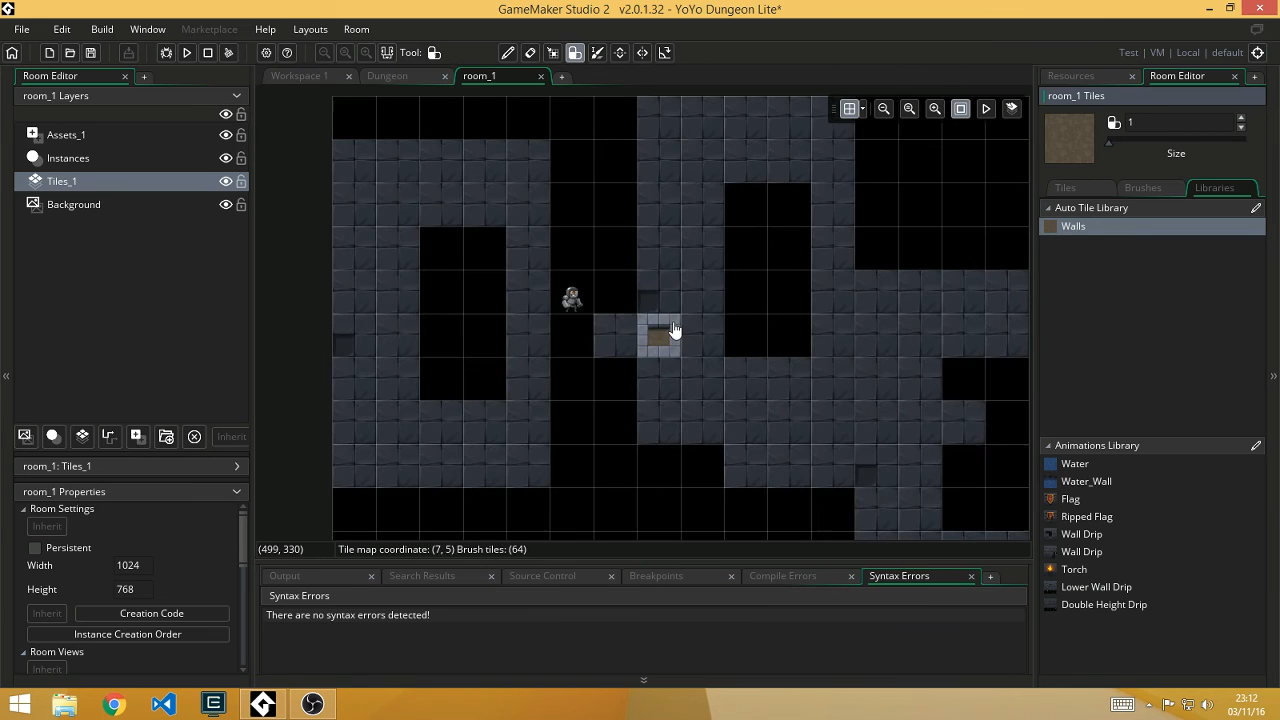 GameMaker Studio 2 v2.0.1.32 - YoYo Dungeon Lite*
File Edit Build Window Marketplace Help Layouts Room
Tool:
Test | VM | Local | default
Room Editor
Workspace 1
Dungeon
room_1
Resources
Room Editor
room_1 Layers
Assets_1
Instances
Tiles_1
Background
Inherit
room_1: Tiles_1
room_1 Properties
Room Settings
Inherit
Persistent
Width 1024
Height 768
Inherit
Creation Code
Instance Creation Order
Room Views
Inherit
(499, 330)
Tile map coordinate: (7, 5) Brush tiles: (64)
Output
Search Results
Source Control
Breakpoints
Compile Errors
Syntax Errors
Syntax Errors
There are no syntax errors detected!
room_1 Tiles
1
Size
Tiles
Brushes
Libraries
Auto Tile Library
Walls
Animations Library
Water
Water_Wall
Flag
Ripped Flag
Wall Drip
Wall Drip
Torch
Lower Wall Drip
Double Height Drip
23:12
03/11/16